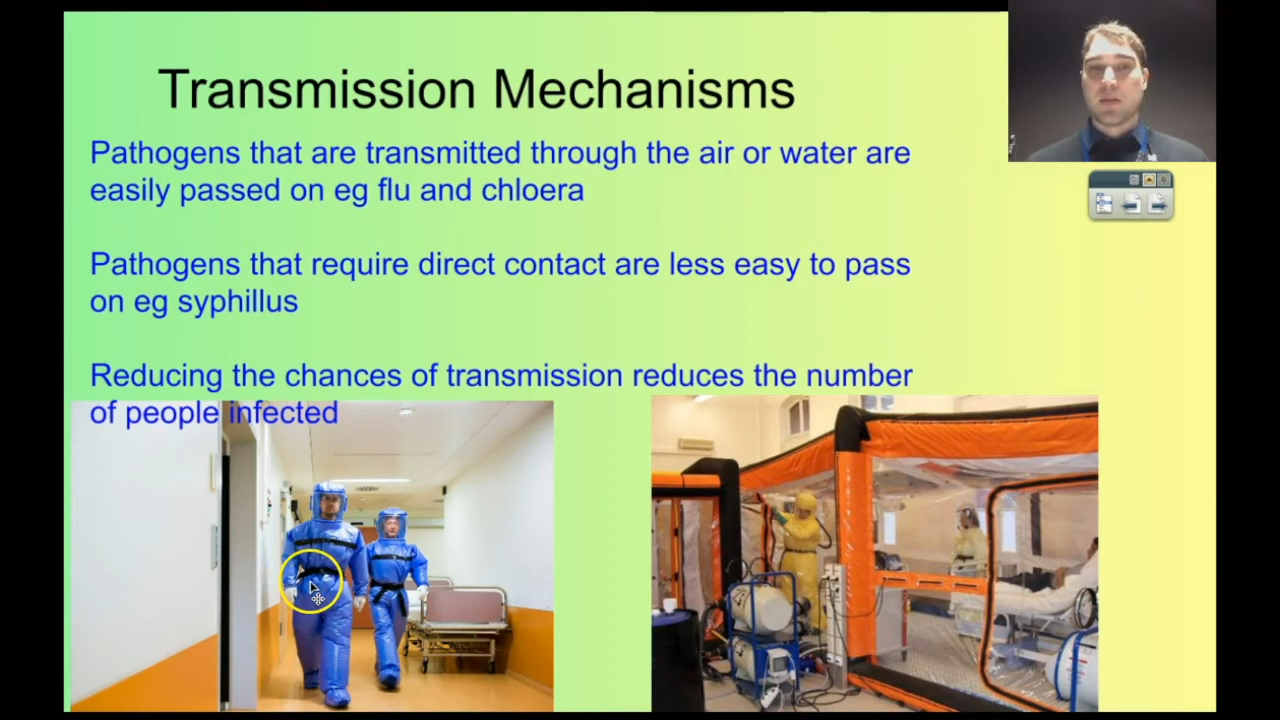 Transmission Mechanisms
Pathogens that are transmitted through the air or water are
easily passed on eg flu and chloera
Pathogens that require direct contact are less easy to pass
on eg syphillus
Reducing the chances of transmission reduces the number
of people infected